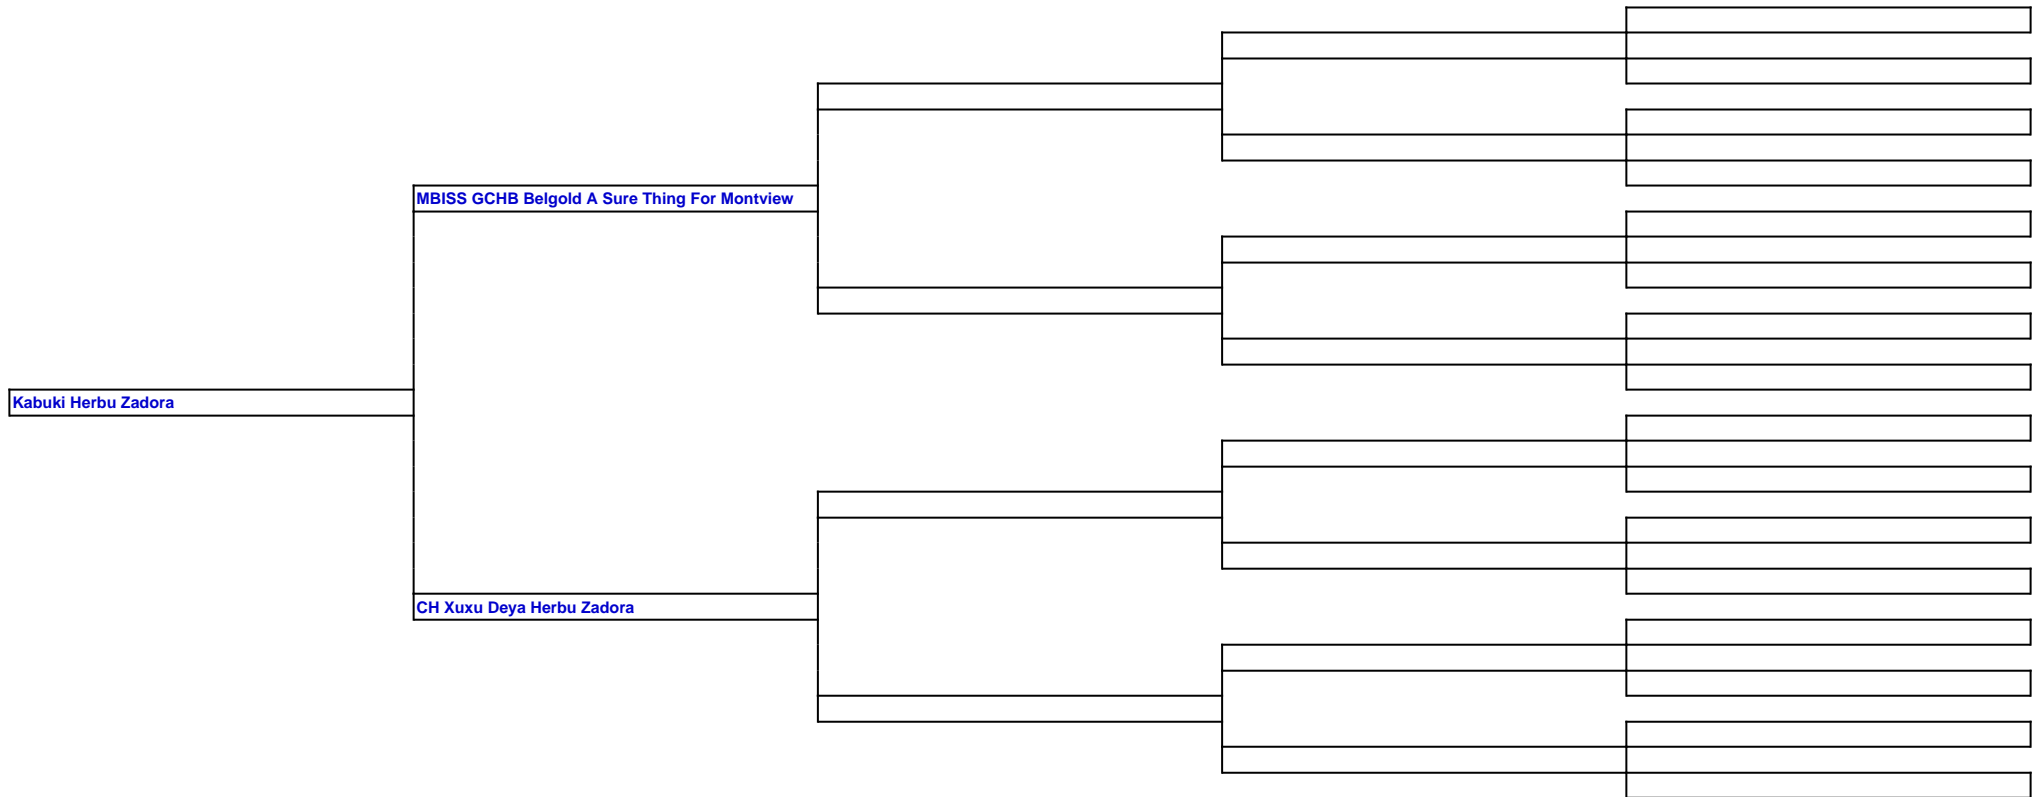 MBISS GCHB Belgold A Sure Thing For Montview
Kabuki Herbu Zadora
CH Xuxu Deya Herbu Zadora